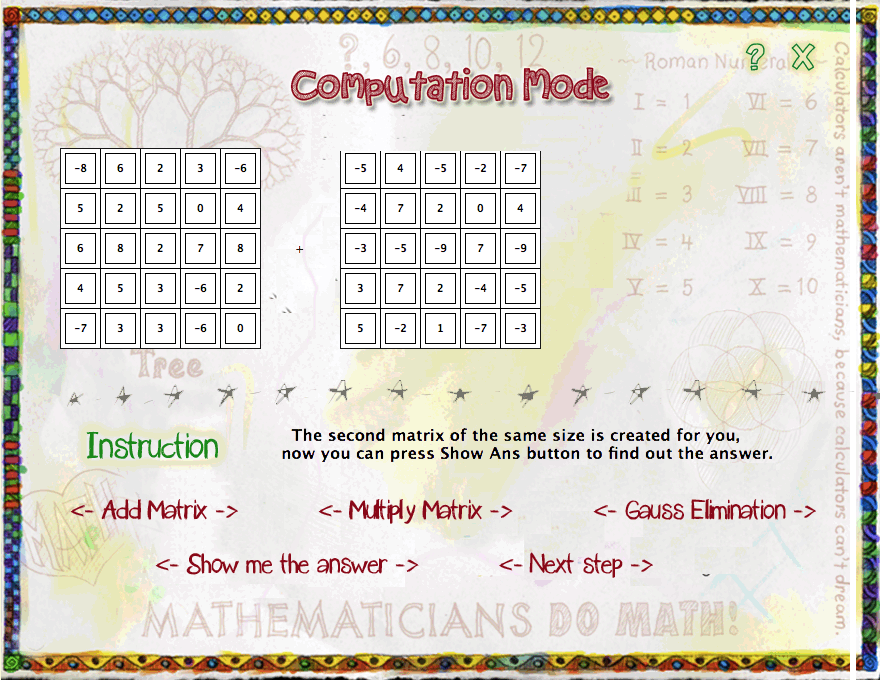 ?, 6, 8, 10, 12
Computation Mode
? X
~~ Roman Numeral ~
I = 1 VI = 6
II = 2 VII = 7
III = 3 VIII = 8
IV = 4 IX = 9
V = 5 X = 10
Calculators aren't mathematicians, because calculators can't dream.
-8 6 2 3 -6
5 2 5 0 4
6 8 2 7 8
4 5 3 -6 2
-7 3 3 -6 0
+
-5 4 -5 -2 -7
-4 7 2 0 4
-3 -5 -9 7 -9
3 7 2 -4 -5
5 -2 1 -7 -3
Tree
Instruction
The second matrix of the same size is created for you,
now you can press Show Ans button to find out the answer.
<- Add Matrix -> <- Multiply Matrix -> <- Gauss Elimination ->
MATH
<- Show me the answer -> <- Next step ->
MATHEMATICIANS DO MATH!